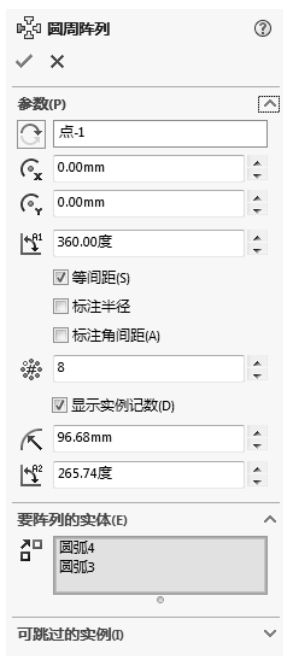 圆周阵列
参数(P)
点-1
0.00mm
0.00mm
360.00度
等间距(S)
标注半径
标注角间距(A)
8
显示实例记数(D)
96.68mm
265.74度
要阵列的实体(E)
圆弧4
圆弧3
可跳过的实例(I)